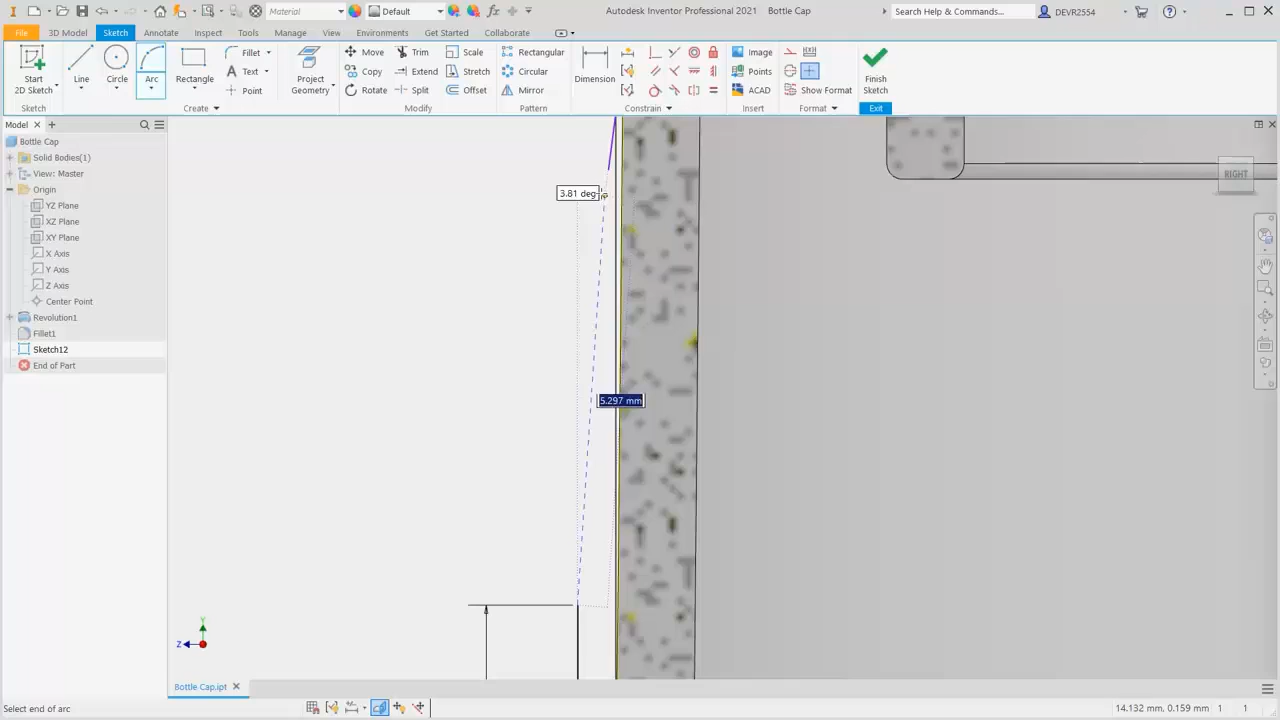 Material
Default
Autodesk Inventor Professional 2021 Bottle Cap
Search Help & Commands...
DEVR2554
File
3D Model
Sketch
Annotate
Inspect
Tools
Manage
View
Environments
Get Started
Collaborate
Start
2D Sketch
Line
Circle
Arc
Rectangle
Fillet
Text
Point
Project
Geometry
Move
Copy
Rotate
Trim
Extend
Split
Scale
Stretch
Offset
Rectangular
Circular
Mirror
Dimension
Image
Points
ACAD
Show Format
Finish
Sketch
Sketch
Create
Modify
Pattern
Constrain
Insert
Format
Exit
Model
Bottle Cap
Solid Bodies(1)
View: Master
Origin
YZ Plane
XZ Plane
XY Plane
X Axis
Y Axis
Z Axis
Center Point
Revolution1
Fillet1
Sketch12
End of Part
3.81 deg
5.297 mm
RIGHT
Y
Z
Bottle Cap.ipt
Select end of arc
14.132 mm, 0.159 mm 1 1